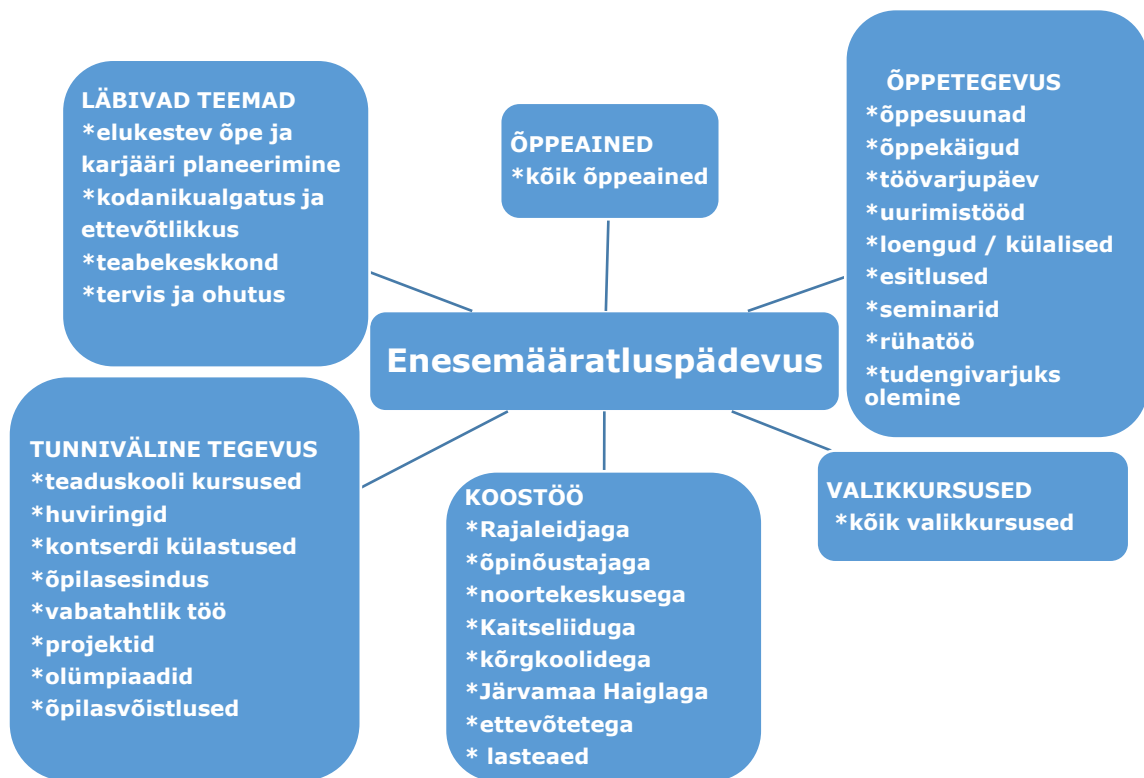 LÄBIVAD TEEMAD
*elukestev õpe ja
karjääri planeerimine
*kodanikualgatus ja
ettevõtlikkus
*teabekeskkond
*tervis ja ohutus
ÕPPEAINED
*kõik õppeained
ÕPPETEGEVUS
*õppesuunad
*õppekäigud
*töövarjupäev
*uurimistööd
*loengud / külalised
*esitlused
*seminarid
*rühatöö
*tudengivarjuks
olemine
Enesemääratluspädevus
TUNNIVÄLINE TEGEVUS
*teaduskooli kursused
*huviringid
*kontserdi külastused
*õpilasesindus
*vabatahtlik töö
*projektid
*olümpiaadid
*õpilasvõistlused
KOOSTÖÖ
*Rajaleidjaga
*õpinõustajaga
*noortekeskusega
*Kaitseliiduga
*kõrgkoolidega
*Järvamaa Haiglaga
*ettevõtetega
* lasteaed
VALIKKURSUSED
*kõik valikkursused